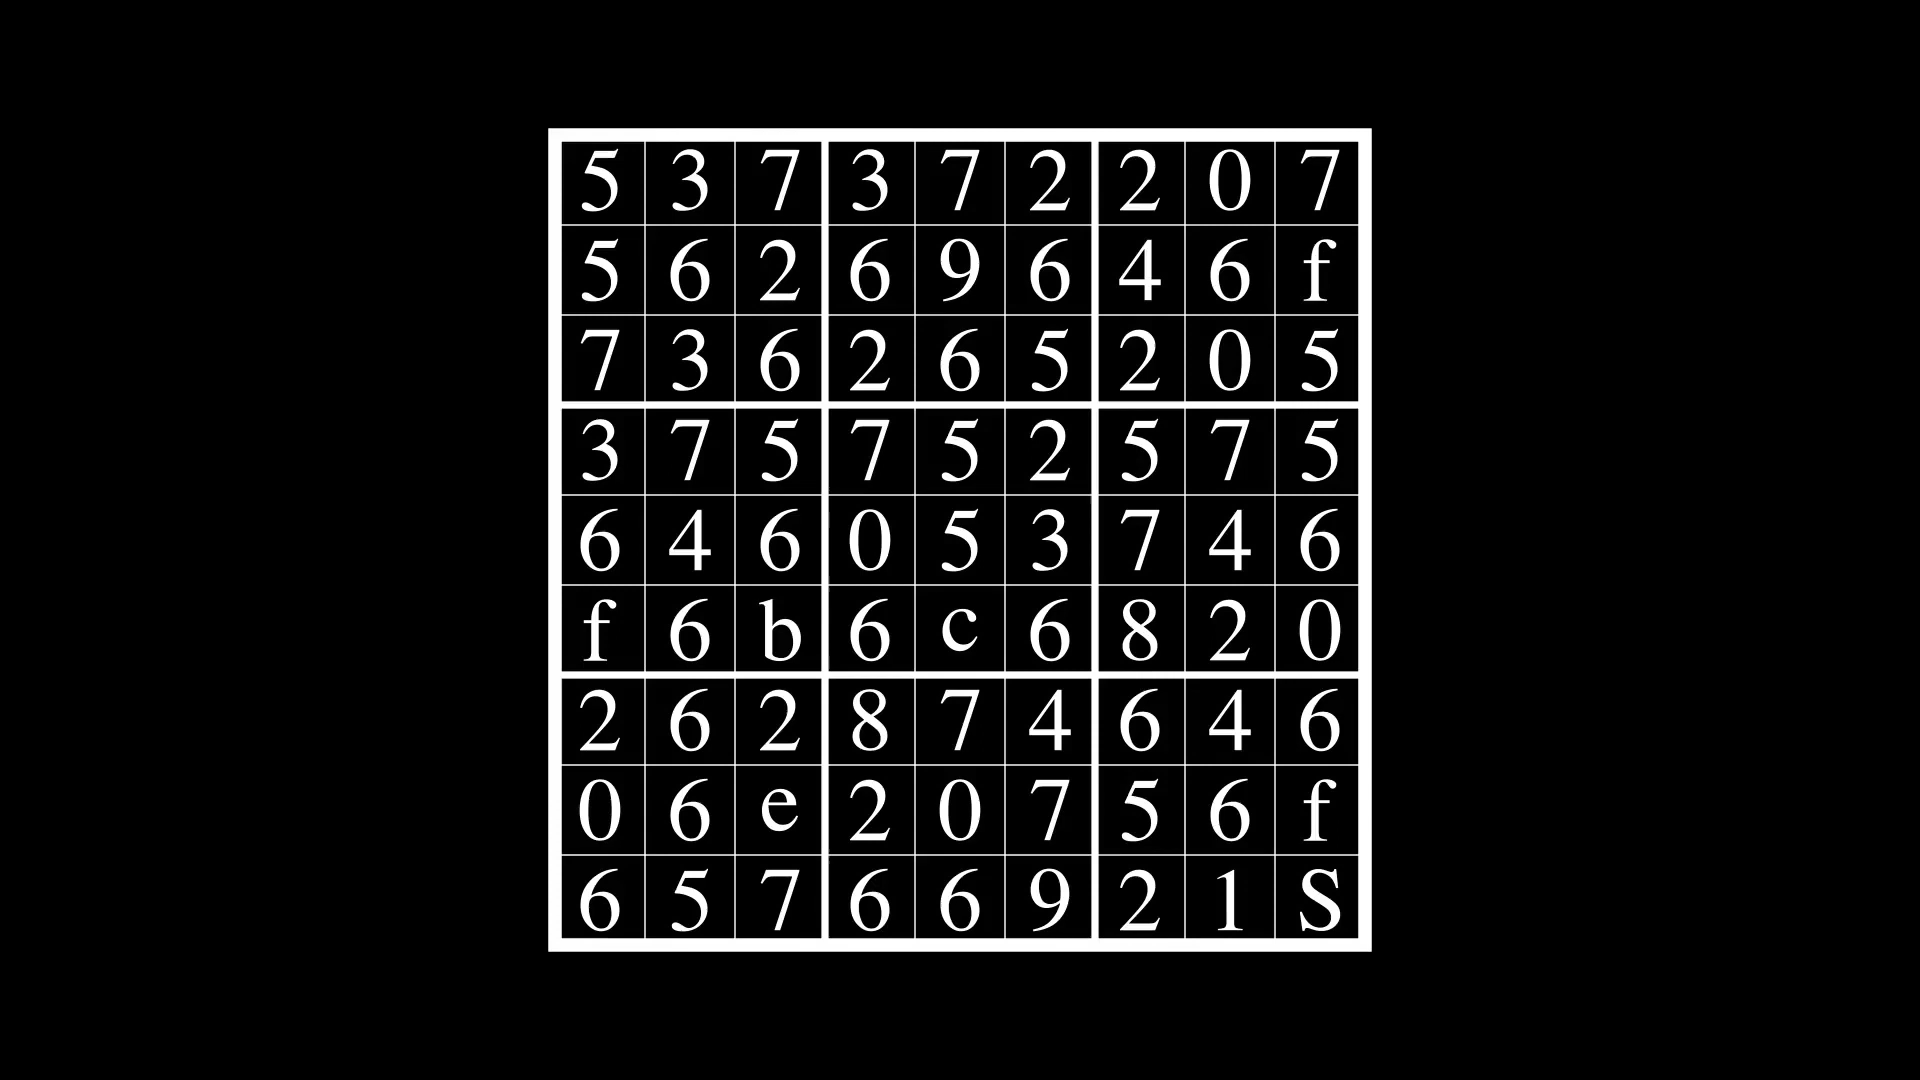 5 3 7 3 7 2 2 0 7
5 6 2 6 9 6 4 6 f
7 3 6 2 6 5 2 0 5
3 7 5 7 5 2 5 7 5
6 4 6 0 5 3 7 4 6
f 6 b 6 c 6 8 2 0
2 6 2 8 7 4 6 4 6
0 6 e 2 0 7 5 6 f
6 5 7 6 6 9 2 1 S